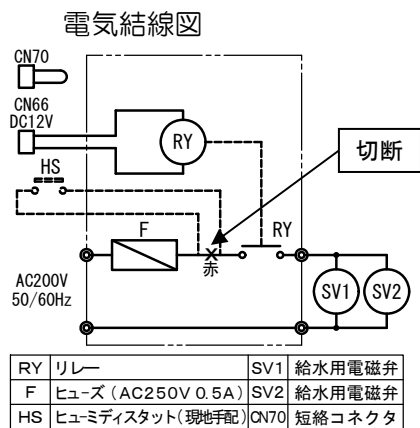 電気結線図
CN70
CN66
DC12V
RY
HS
切断
F
RY
赤
AC200V
50/60Hz
SV1
SV2
RY リレー SV1 給水用電磁弁
F ヒューズ(AC250V 0.5A) SV2 給水用電磁弁
HS ヒューミディスタット(現地手配) CN70 短絡コネクタ